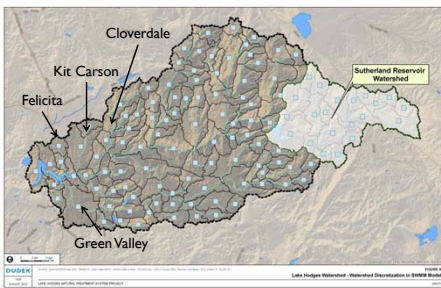 Cloverdale
Kit Carson
Felicita
Sutherland Reservoir
Watershed
Green Valley
DUDEK
FIGURE
Lake Hodges Watershed - Watershed Discretization in SWMM Model
LAKE HODGES NATURAL TREATMENT SYSTEM PROJECT